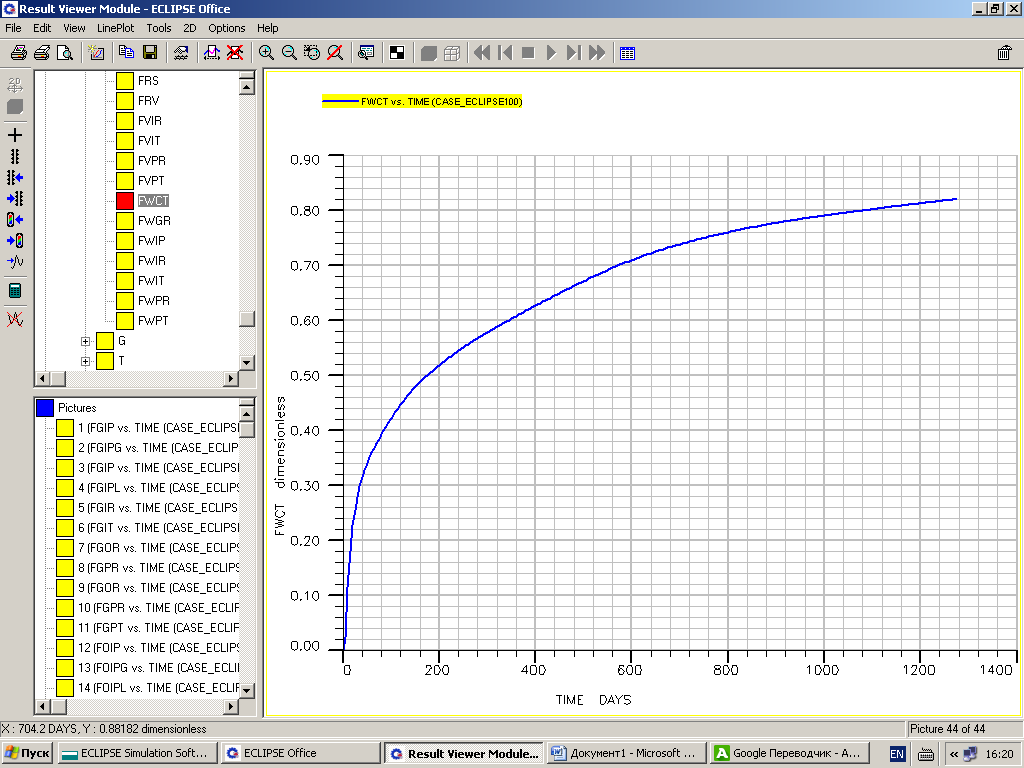 Result Viewer Module - ECLIPSE Office
File Edit View LinePlot Tools 2D Options Help
2D
FRS
FRV
FVIR
FVIT
FVPR
FVPT
FWCT
FWGR
FWIP
FWIR
FWIT
FWPR
FWPT
G
T
Pictures
1 (FGIP vs. TIME (CASE_ECLIPSI
2 (FGIPG vs. TIME (CASE_ECLIP
3 (FGIP vs. TIME (CASE_ECLIPSI
4 (FGIPL vs. TIME (CASE_ECLIPS
5 (FGIR vs. TIME (CASE_ECLIPS
6 (FGIT vs. TIME (CASE_ECLIPSI
7 (FGOR vs. TIME (CASE_ECLIPS
8 (FGPR vs. TIME (CASE_ECLIPS
9 (FGOR vs. TIME (CASE_ECLIPS
10 (FGPR vs. TIME (CASE_ECLIF
11 (FGPT vs. TIME (CASE_ECLIF
12 (FOIP vs. TIME (CASE_ECLIPS
13 (FOIPG vs. TIME (CASE_ECLI
14 (FOIPL vs. TIME (CASE_ECLIF
FWCT vs. TIME (CASE_ECLIPSE100)
0.90
0.80
0.70
0.60
0.50
0.40
0.30
0.20
0.10
0.00
FWCT dimensionless
0 200 400 600 800 1000 1200 1400
TIME DAYS
X : 704.2 DAYS, Y : 0.88182 dimensionless
Picture 44 of 44
Пуск
ECLIPSE Simulation Soft...
ECLIPSE Office
Result Viewer Module...
Документ1 - Microsoft ...
Google Переводчик - A...
EN
«
16:20